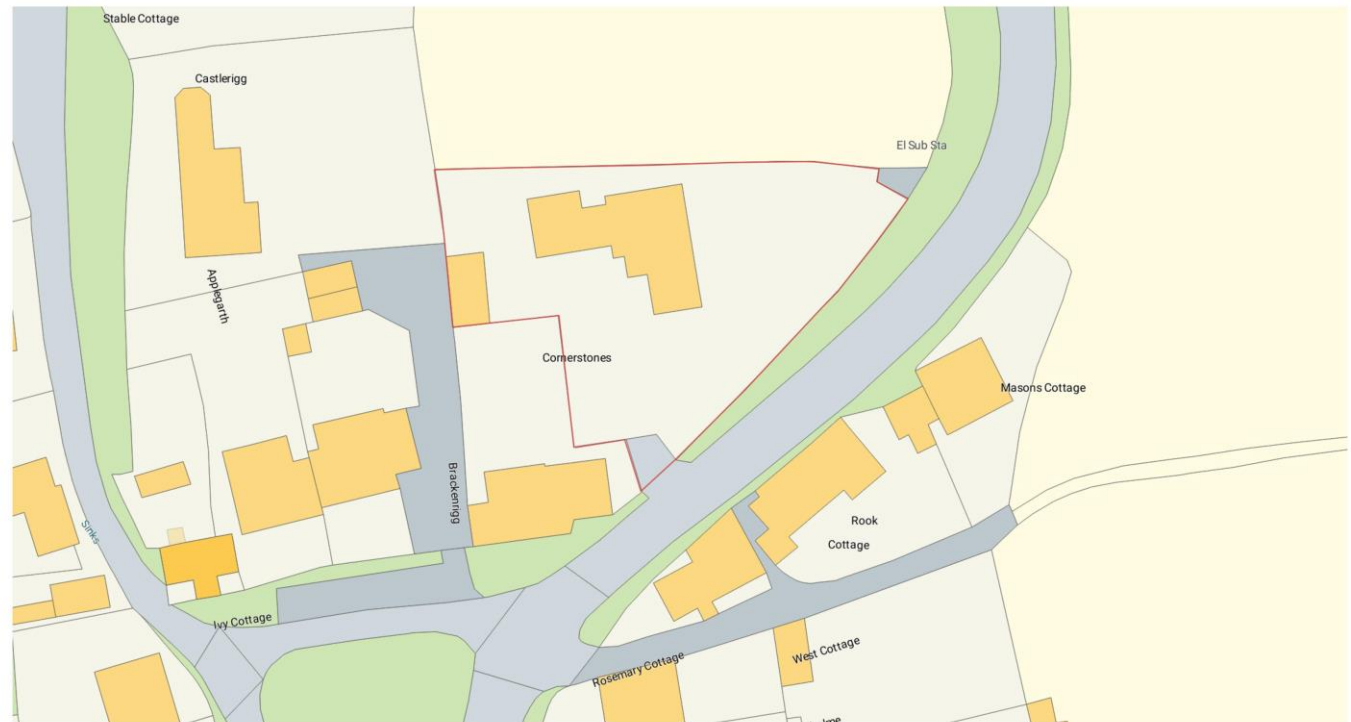 Stable Cottage
Castlerigg
El Sub Sta
Applegarth
Cornerstones
Masons Cottage
Brackenrigg
Sinks
Rook
Cottage
Ivy Cottage
West Cottage
Rosemary Cottage